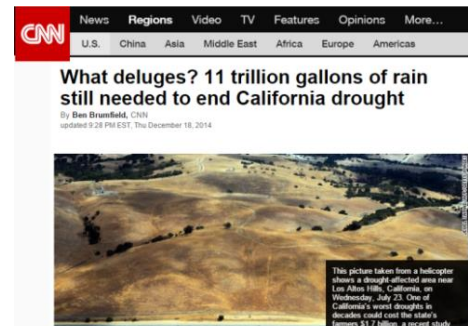 CNN
News Regions Video TV Features Opinions More...
U.S. China Asia Middle East Africa Europe Americas
What deluges? 11 trillion gallons of rain
still needed to end California drought
By Ben Brumfield, CNN
updated 9:28 PM EST, Thu December 18, 2014
This picture taken from a helicopter
shows a drought-affected area near
Los Altos Hills, California, on
Wednesday, July 23. One of
California's worst droughts in
decades could cost the state's
farmers $1.7 billion, a recent study